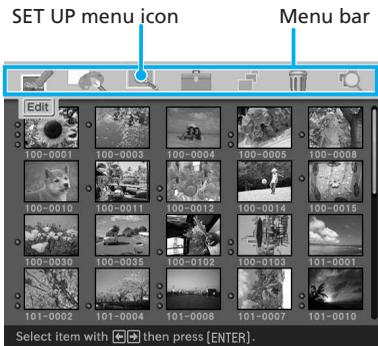 SET UP menu icon Menu bar
Edit
100-0001 100-0003 100-0004 100-0005 100-0008
100-0010 100-0011 100-0012 100-0014 100-0015
100-0030 100-0035 100-0102 100-0103 101-0001
101-0002 101-0004 101-0006 101-0007 101-0010
Select item with then press [ENTER].